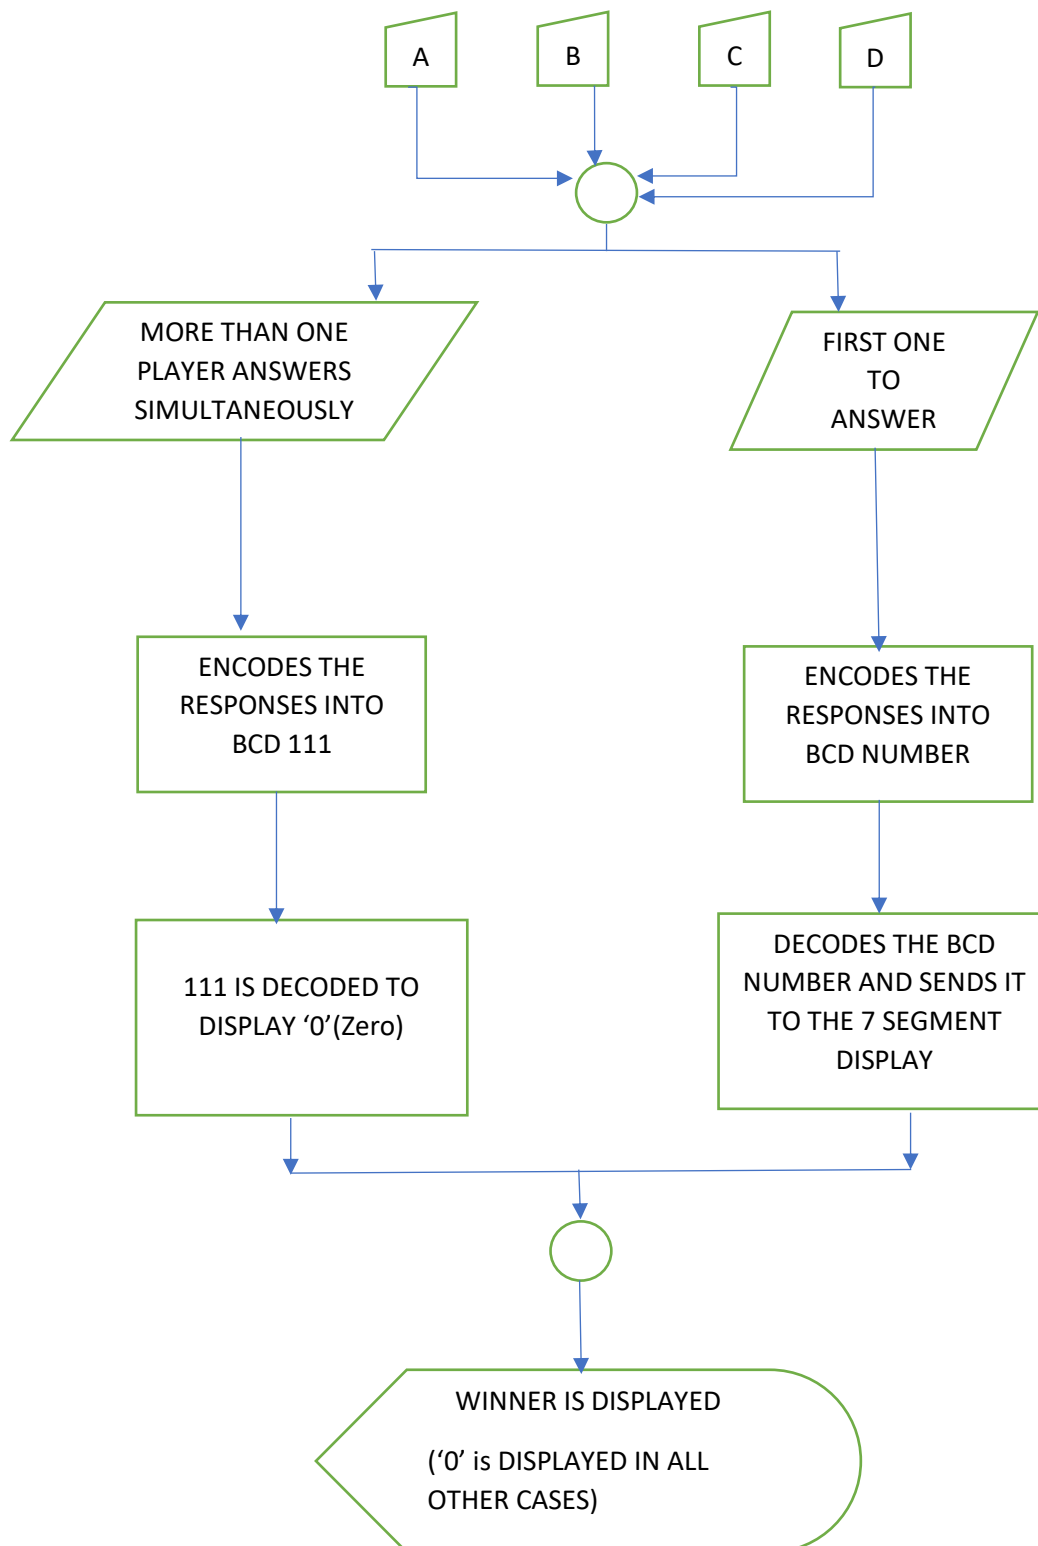 A
B
C
D
MORE THAN ONE
PLAYER ANSWERS
SIMULTANEOUSLY
FIRST ONE
TO
ANSWER
ENCODES THE
RESPONSES INTO
BCD 111
ENCODES THE
RESPONSES INTO
BCD NUMBER
111 IS DECODED TO
DISPLAY ‘0’(Zero)
DECODES THE BCD
NUMBER AND SENDS IT
TO THE 7 SEGMENT
DISPLAY
WINNER IS DISPLAYED
(‘0’ is DISPLAYED IN ALL
OTHER CASES)